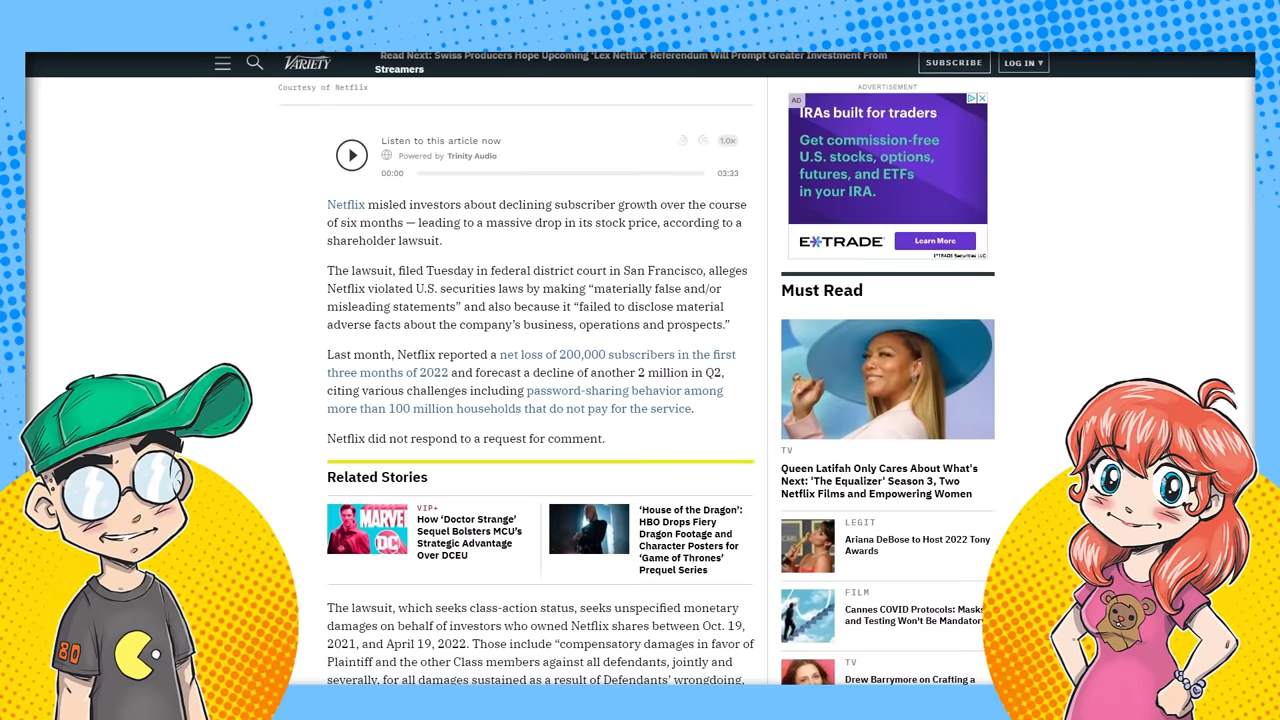 Read Next: Swiss Producers Hope Upcoming 'Lex Netflix' Referendum Will Prompt Greater Investment From
Streamers
VARIETY
SUBSCRIBE
LOG IN ▾
Courtesy of Netflix
Listen to this article now
1.0x
Powered by Trinity Audio
00:00
03:33
Netflix misled investors about declining subscriber growth over the course
of six months — leading to a massive drop in its stock price, according to a
shareholder lawsuit.
The lawsuit, filed Tuesday in federal district court in San Francisco, alleges
Netflix violated U.S. securities laws by making “materially false and/or
misleading statements” and also because it “failed to disclose material
adverse facts about the company’s business, operations and prospects.”
Last month, Netflix reported a net loss of 200,000 subscribers in the first
three months of 2022 and forecast a decline of another 2 million in Q2,
citing various challenges including password-sharing behavior among
more than 100 million households that do not pay for the service.
Netflix did not respond to a request for comment.
Related Stories
MARVEL
DC
VIP+
How ‘Doctor Strange’
Sequel Bolsters MCU’s
Strategic Advantage
Over DCEU
‘House of the Dragon’:
HBO Drops Fiery
Dragon Footage and
Character Posters for
‘Game of Thrones’
Prequel Series
The lawsuit, which seeks class-action status, seeks unspecified monetary
damages on behalf of investors who owned Netflix shares between Oct. 19,
2021, and April 19, 2022. Those include “compensatory damages in favor of
Plaintiff and the other Class members against all defendants, jointly and
severally, for all damages sustained as a result of Defendants’ wrongdoing,
ADVERTISEMENT
AD
IRAs built for traders
Get commission-free
U.S. stocks, options,
futures, and ETFs
in your IRA.
E*TRADE
Learn More
E*TRADE Securities LLC
Must Read
TV
Queen Latifah Only Cares About What's
Next: 'The Equalizer' Season 3, Two
Netflix Films and Empowering Women
LEGIT
Ariana DeBose to Host 2022 Tony
Awards
FILM
Cannes COVID Protocols: Masks
and Testing Won't Be Mandatory
TV
Drew Barrymore on Crafting a
80